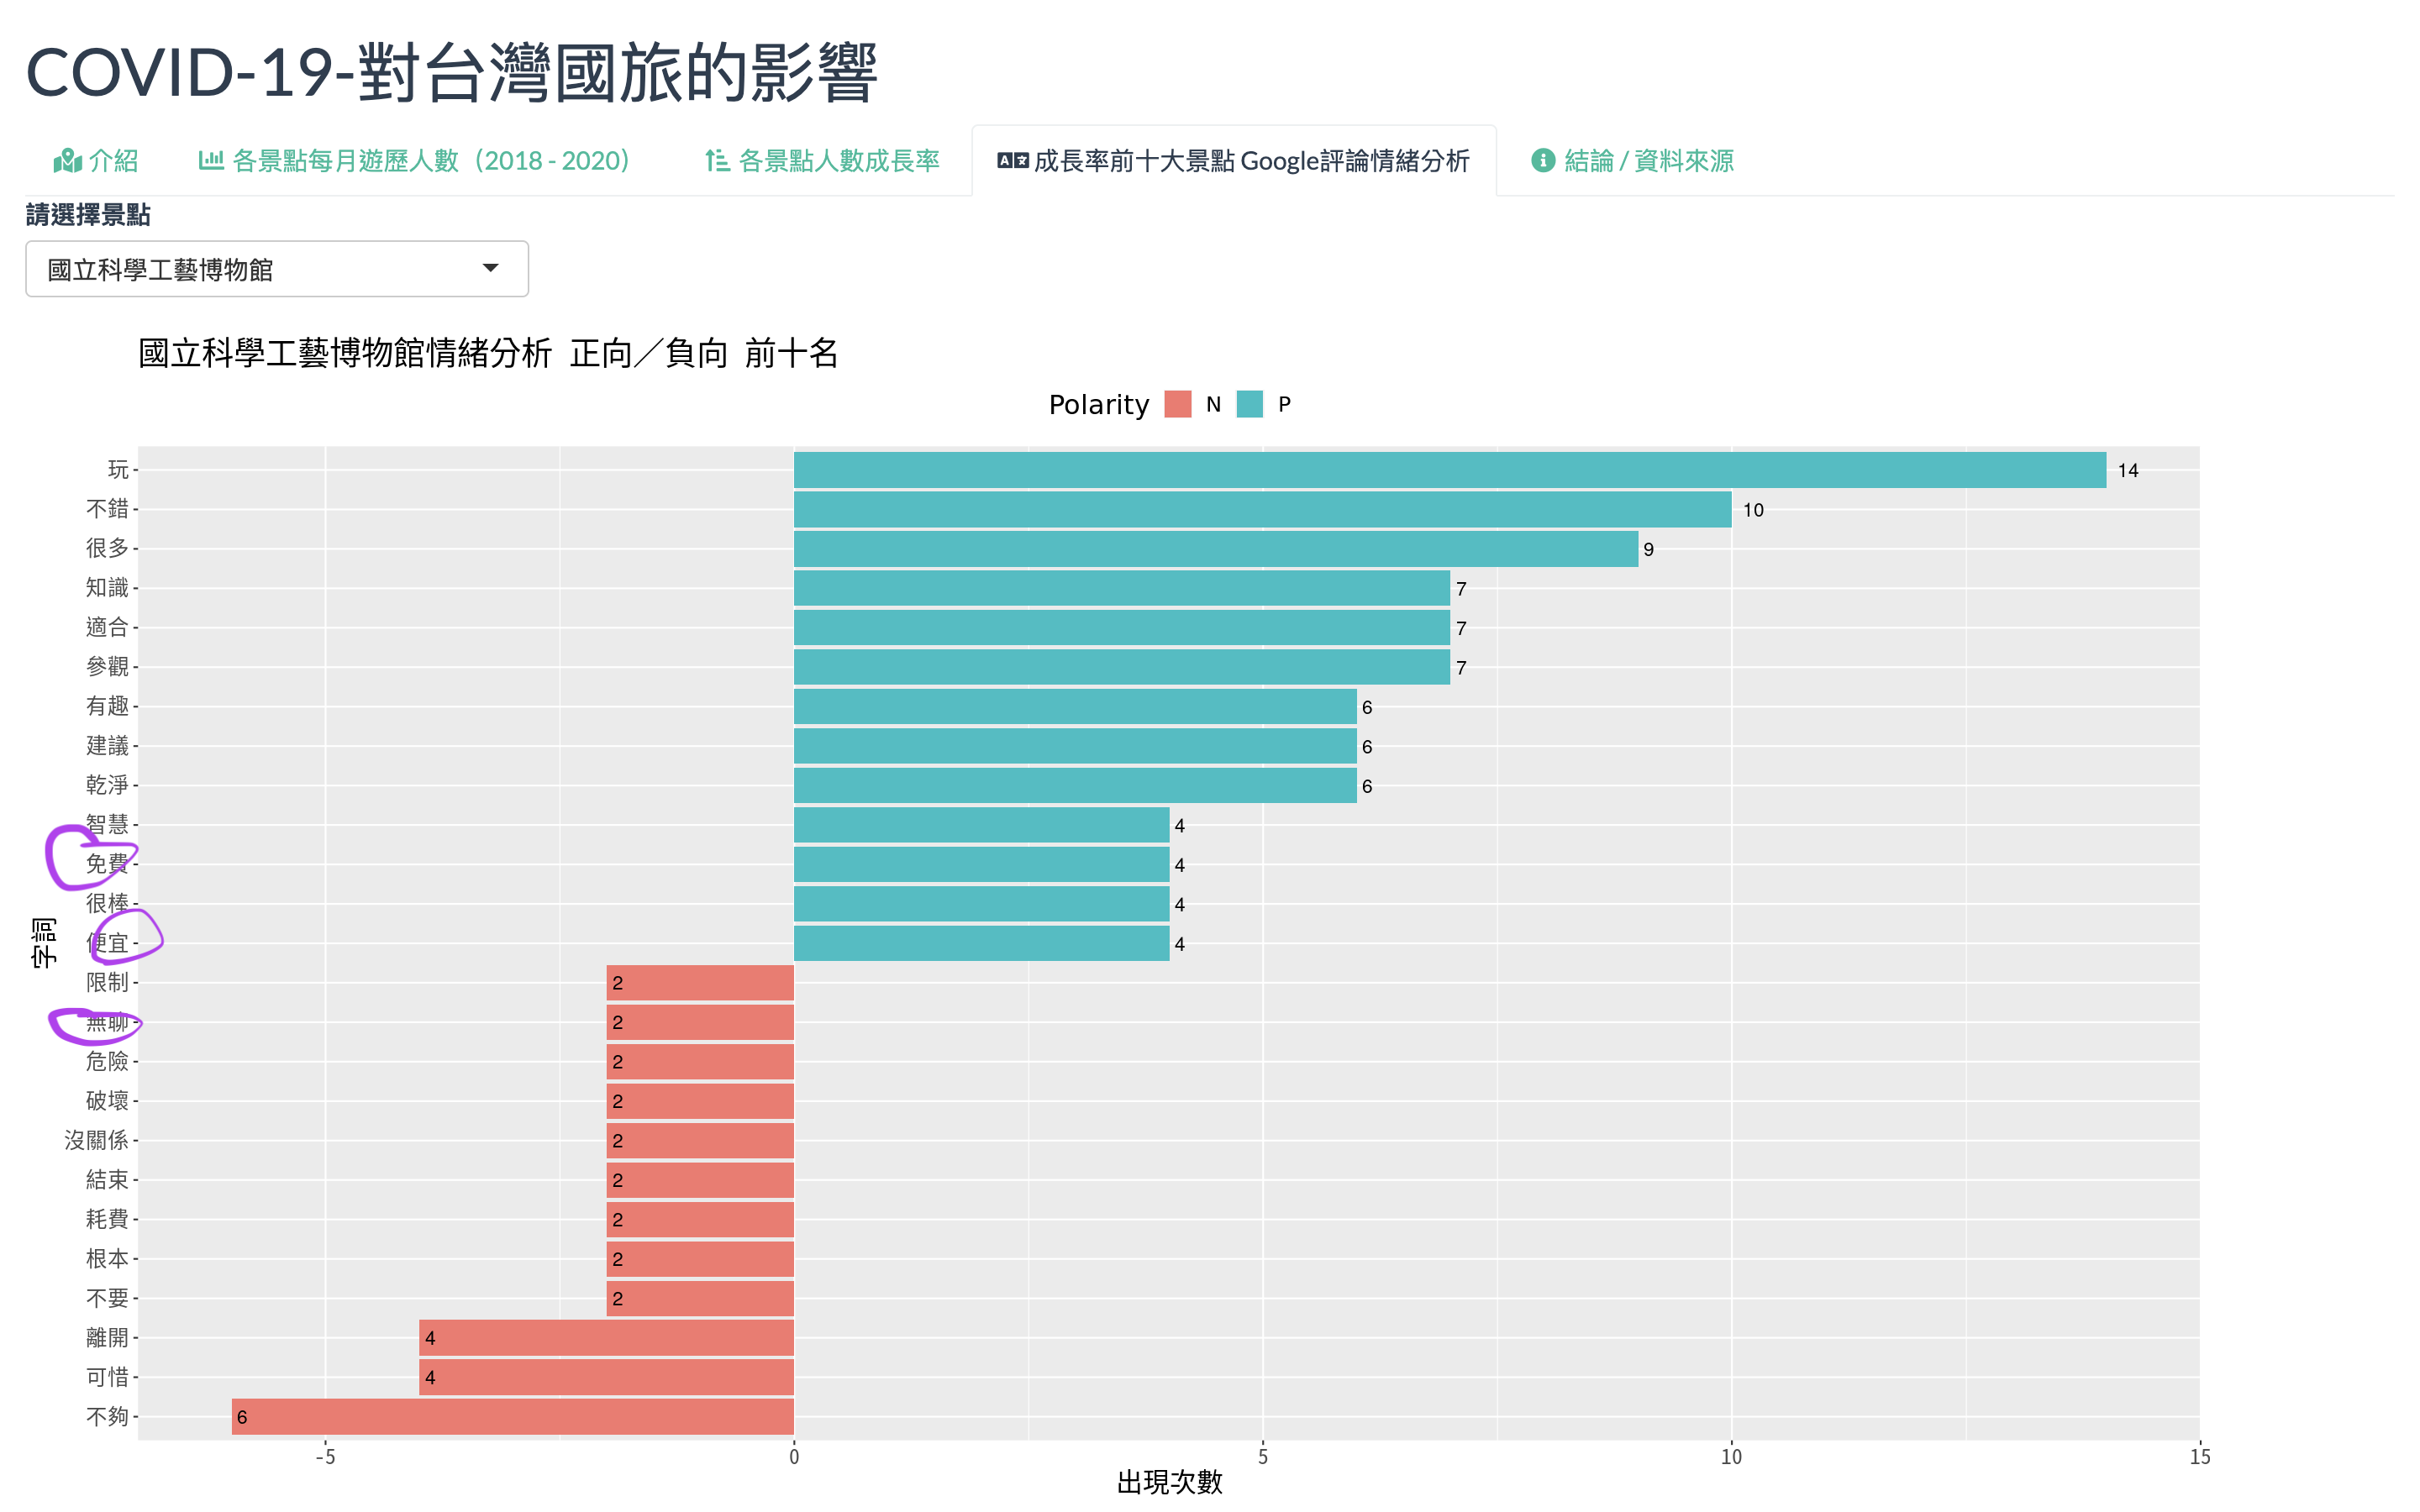 COVID-19-對台灣國旅的影響
介紹
各景點每月遊歷人數（2018 - 2020）
各景點人數成長率
成長率前十大景點 Google評論情緒分析
結論 / 資料來源
請選擇景點
國立科學工藝博物館
國立科學工藝博物館情緒分析 正向／負向 前十名
Polarity N P
玩 14
不錯 10
很多 9
知識 7
適合 7
參觀 7
有趣 6
建議 6
乾淨 6
智慧 4
免費 4
很棒 4
便宜 4
限制 2
無聊 2
危險 2
破壞 2
沒關係 2
結束 2
耗費 2
根本 2
不要 2
離開 4
可惜 4
不夠 6
字詞
-5 0 5 10 15
出現次數